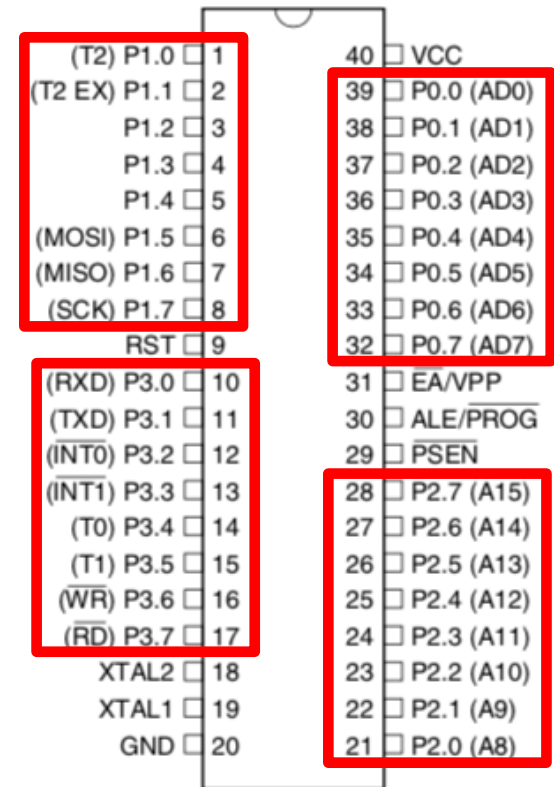 (T2) P1.0 1 40 VCC
(T2 EX) P1.1 2 39 P0.0 (AD0)
P1.2 3 38 P0.1 (AD1)
P1.3 4 37 P0.2 (AD2)
P1.4 5 36 P0.3 (AD3)
(MOSI) P1.5 6 35 P0.4 (AD4)
(MISO) P1.6 7 34 P0.5 (AD5)
(SCK) P1.7 8 33 P0.6 (AD6)
RST 9 32 P0.7 (AD7)
(RXD) P3.0 10 31 E̅A̅/VPP
(TXD) P3.1 11 30 ALE/P̅R̅O̅G̅
(I̅N̅T̅0̅) P3.2 12 29 P̅S̅E̅N̅
(I̅N̅T̅1̅) P3.3 13 28 P2.7 (A15)
(T0) P3.4 14 27 P2.6 (A14)
(T1) P3.5 15 26 P2.5 (A13)
(W̅R̅) P3.6 16 25 P2.4 (A12)
(R̅D̅) P3.7 17 24 P2.3 (A11)
XTAL2 18 23 P2.2 (A10)
XTAL1 19 22 P2.1 (A9)
GND 20 21 P2.0 (A8)